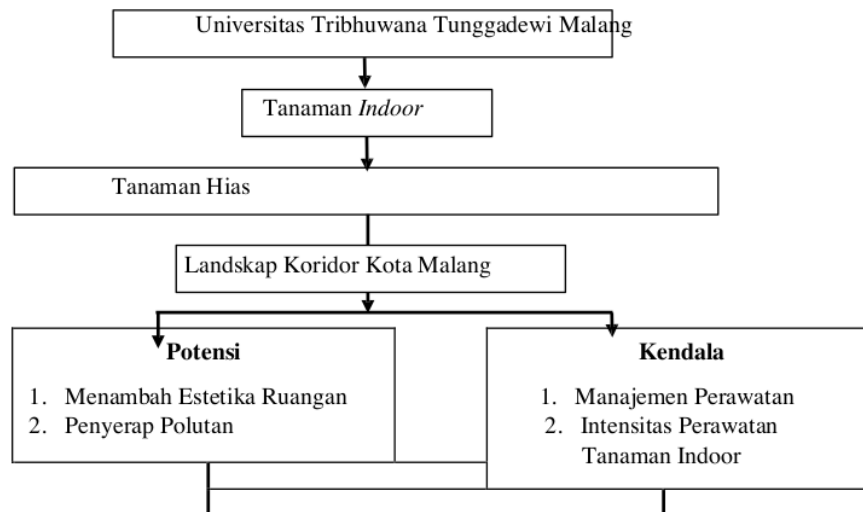 Universitas Tribhuwana Tunggadewi Malang
Tanaman Indoor
Tanaman Hias
Landskap Koridor Kota Malang
Potensi
1. Menambah Estetika Ruangan
2. Penyerap Polutan
Kendala
1. Manajemen Perawatan
2. Intensitas Perawatan
Tanaman Indoor